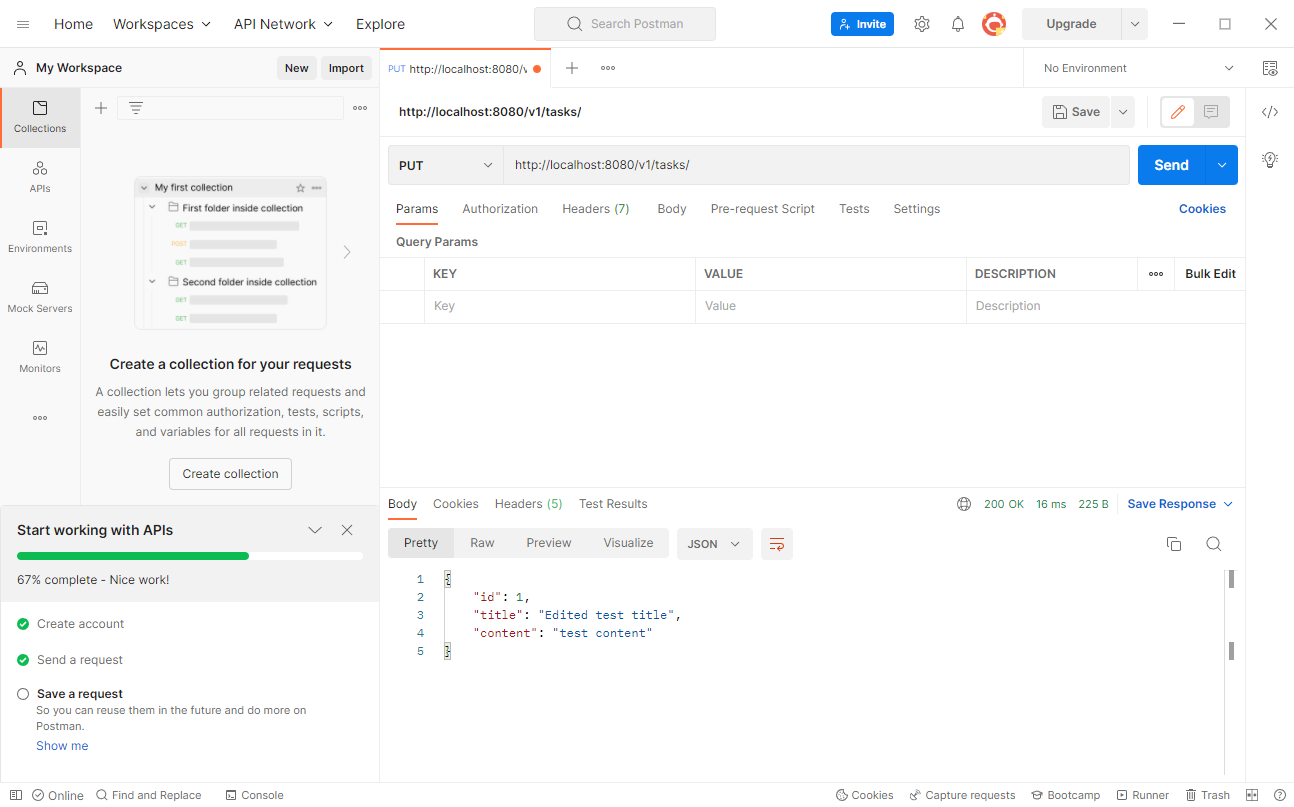 Home Workspaces API Network Explore Search Postman Invite Upgrade
My Workspace New Import
PUT http://localhost:8080/v No Environment
http://localhost:8080/v1/tasks/ Save
Collections
APIs
Environments
Mock Servers
Monitors
My first collection
First folder inside collection
GET
POST
GET
Second folder inside collection
GET
GET
Create a collection for your requests
A collection lets you group related requests and
easily set common authorization, tests, scripts,
and variables for all requests in it.
Create collection
PUT http://localhost:8080/v1/tasks/ Send
Params Authorization Headers (7) Body Pre-request Script Tests Settings Cookies
Query Params
KEY VALUE DESCRIPTION Bulk Edit
Key Value Description
Body Cookies Headers (5) Test Results 200 OK 16 ms 225 B Save Response
Pretty Raw Preview Visualize JSON
1 {
2 "id": 1,
3 "title": "Edited test title",
4 "content": "test content"
5 }
Start working with APIs
67% complete - Nice work!
Create account
Send a request
Save a request
So you can reuse them in the future and do more on
Postman.
Show me
Online Find and Replace Console Cookies Capture requests Bootcamp Runner Trash